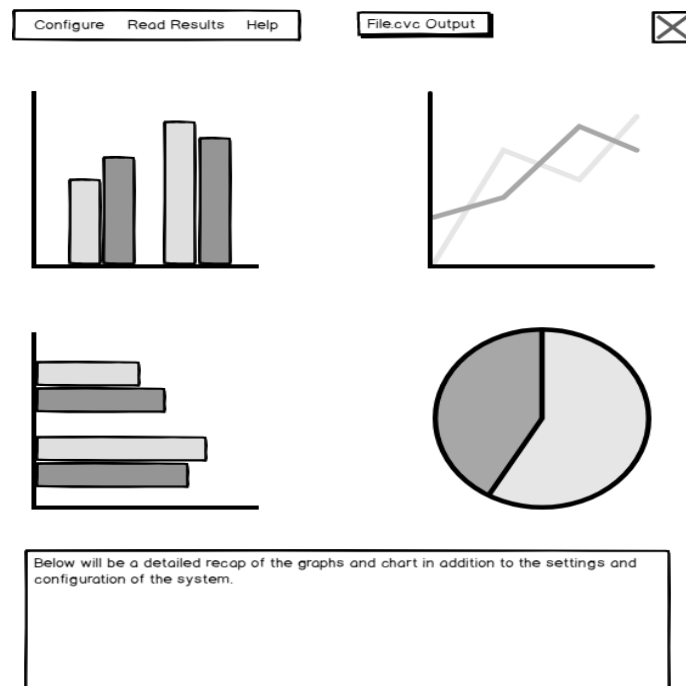 Configure Read Results Help
File.cvc Output
Below will be a detailed recap of the graphs and chart in addition to the settings and
configuration of the system.